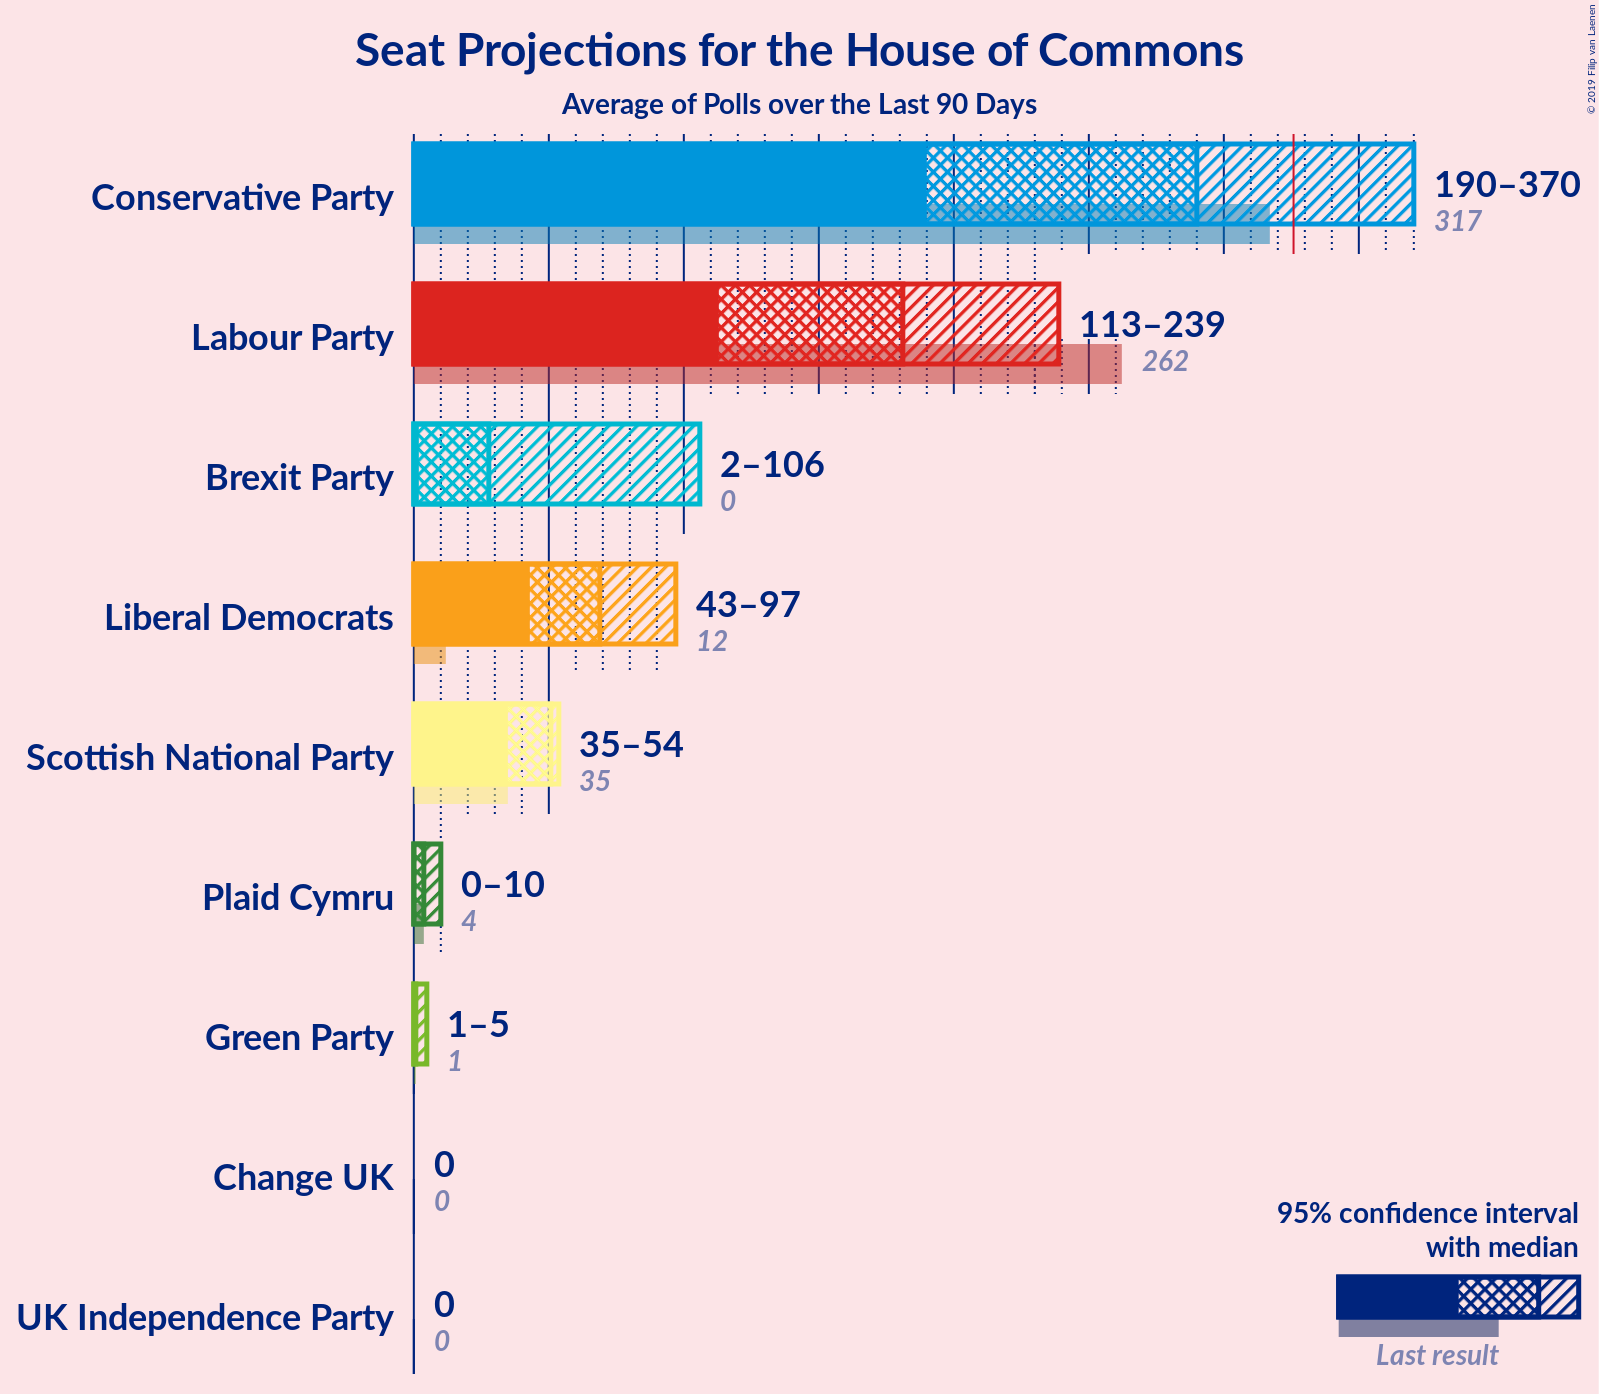 Seat Projections for the House of Commons
Average of Polls over the Last 90 Days
© 2019 Filip van Laenen
Conservative Party
190–370
317
Labour Party
113–239
262
Brexit Party
2–106
0
Liberal Democrats
43–97
12
Scottish National Party
35–54
35
Plaid Cymru
0–10
4
Green Party
1–5
1
Change UK
0
0
UK Independence Party
0
0
95% confidence interval
with median
Last result